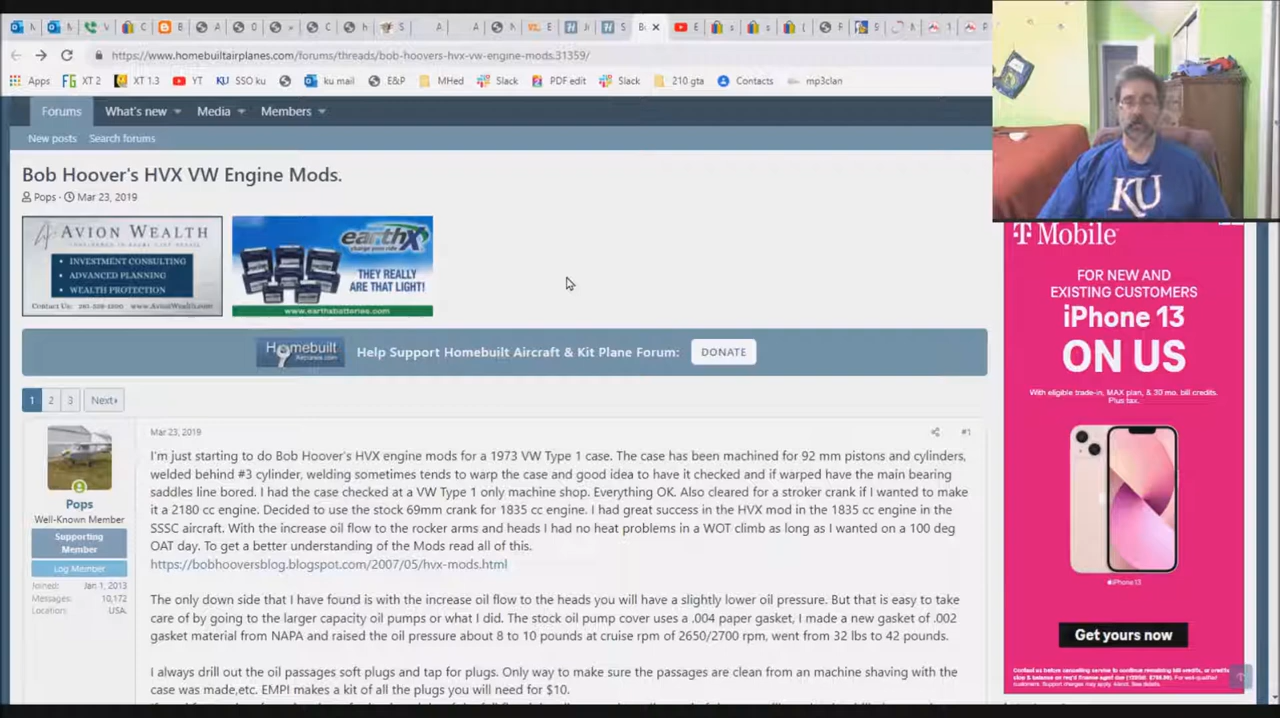 https://www.homebuiltairplanes.com/forums/threads/bob-hoovers-hvx-vw-engine-mods.31359/
Apps XT 2 XT 1.3 YT SSO ku ku mail E&P MHed Slack PDF edit Slack 210 gta Contacts mp3clan
Forums What's new Media Members
New posts Search forums
Bob Hoover's HVX VW Engine Mods.
Pops · Mar 23, 2019
AVION WEALTH
• INVESTMENT CONSULTING
• ADVANCED PLANNING
• WEALTH PROTECTION
www.AvionWealth.com
earthX
THEY REALLY
ARE THAT LIGHT!
www.earthxbatteries.com
Homebuilt
Help Support Homebuilt Aircraft & Kit Plane Forum: DONATE
1 2 3 Next
Mar 23, 2019 #1
Pops
Well-Known Member
Supporting
Member
Log Member
Joined: Jan 1, 2013
Messages: 10,172
Location: USA.
I'm just starting to do Bob Hoover's HVX engine mods for a 1973 VW Type 1 case. The case has been machined for 92 mm pistons and cylinders,
welded behind #3 cylinder, welding sometimes tends to warp the case and good idea to have it checked and if warped have the main bearing
saddles line bored. I had the case checked at a VW Type 1 only machine shop. Everything OK. Also cleared for a stroker crank if I wanted to make
it a 2180 cc engine. Decided to use the stock 69mm crank for 1835 cc engine. I had great success in the HVX mod in the 1835 cc engine in the
SSSC aircraft. With the increase oil flow to the rocker arms and heads I had no heat problems in a WOT climb as long as I wanted on a 100 deg
OAT day. To get a better understanding of the Mods read all of this.
https://bobhooversblog.blogspot.com/2007/05/hvx-mods.html
The only down side that I have found is with the increase oil flow to the heads you will have a slightly lower oil pressure. But that is easy to take
care of by going to the larger capacity oil pumps or what I did. The stock oil pump cover uses a .004 paper gasket, I made a new gasket of .002
gasket material from NAPA and raised the oil pressure about 8 to 10 pounds at cruise rpm of 2650/2700 rpm, went from 32 lbs to 42 pounds.
I always drill out the oil passages soft plugs and tap for plugs. Only way to make sure the passages are clean from an machine shaving with the
case was made,etc. EMPI makes a kit of all the plugs you will need for $10.
KU
T Mobile
FOR NEW AND
EXISTING CUSTOMERS
iPhone 13
ON US
With eligible trade-in, MAX plan, & 30 mo. bill credits.
Plus tax.
iPhone 13
Get yours now